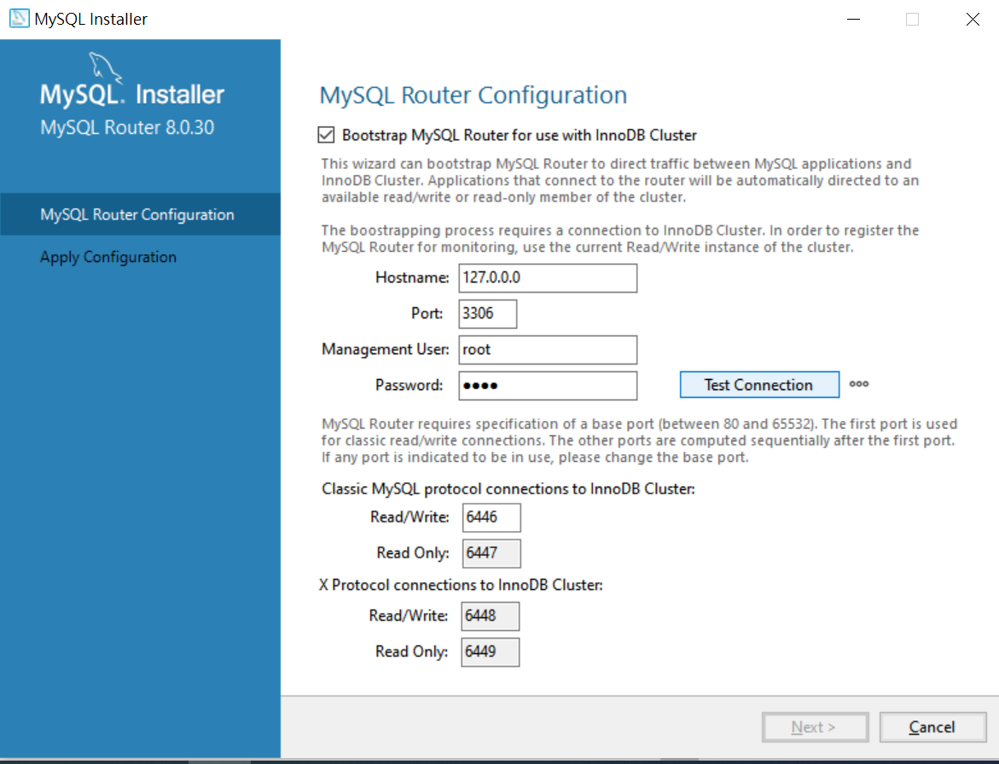 MySQL Installer
MySQL. Installer
MySQL Router 8.0.30
MySQL Router Configuration
Apply Configuration
MySQL Router Configuration
Bootstrap MySQL Router for use with InnoDB Cluster
This wizard can bootstrap MySQL Router to direct traffic between MySQL applications and
InnoDB Cluster. Applications that connect to the router will be automatically directed to an
available read/write or read-only member of the cluster.
The boostrapping process requires a connection to InnoDB Cluster. In order to register the
MySQL Router for monitoring, use the current Read/Write instance of the cluster.
Hostname: 127.0.0.0
Port: 3306
Management User: root
Password: ●●●●
Test Connection
MySQL Router requires specification of a base port (between 80 and 65532). The first port is used
for classic read/write connections. The other ports are computed sequentially after the first port.
If any port is indicated to be in use, please change the base port.
Classic MySQL protocol connections to InnoDB Cluster:
Read/Write: 6446
Read Only: 6447
X Protocol connections to InnoDB Cluster:
Read/Write: 6448
Read Only: 6449
Next >
Cancel